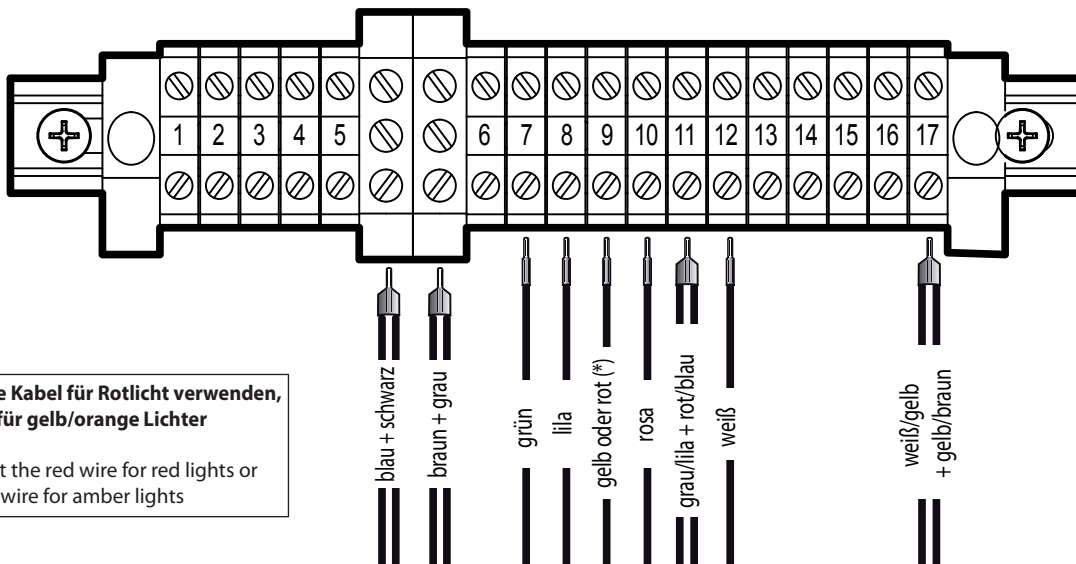 1 2 3 4 5 6 7 8 9 10 11 12 13 14 15 16 17
blau + schwarz
braun + grau
grün
lila
gelb oder rot (*)
rosa
grau/lila + rot/blau
weiß
weiß/gelb
+ gelb/braun
e Kabel für Rotlicht verwenden,
für gelb/orange Lichter
t the red wire for red lights or
wire for amber lights